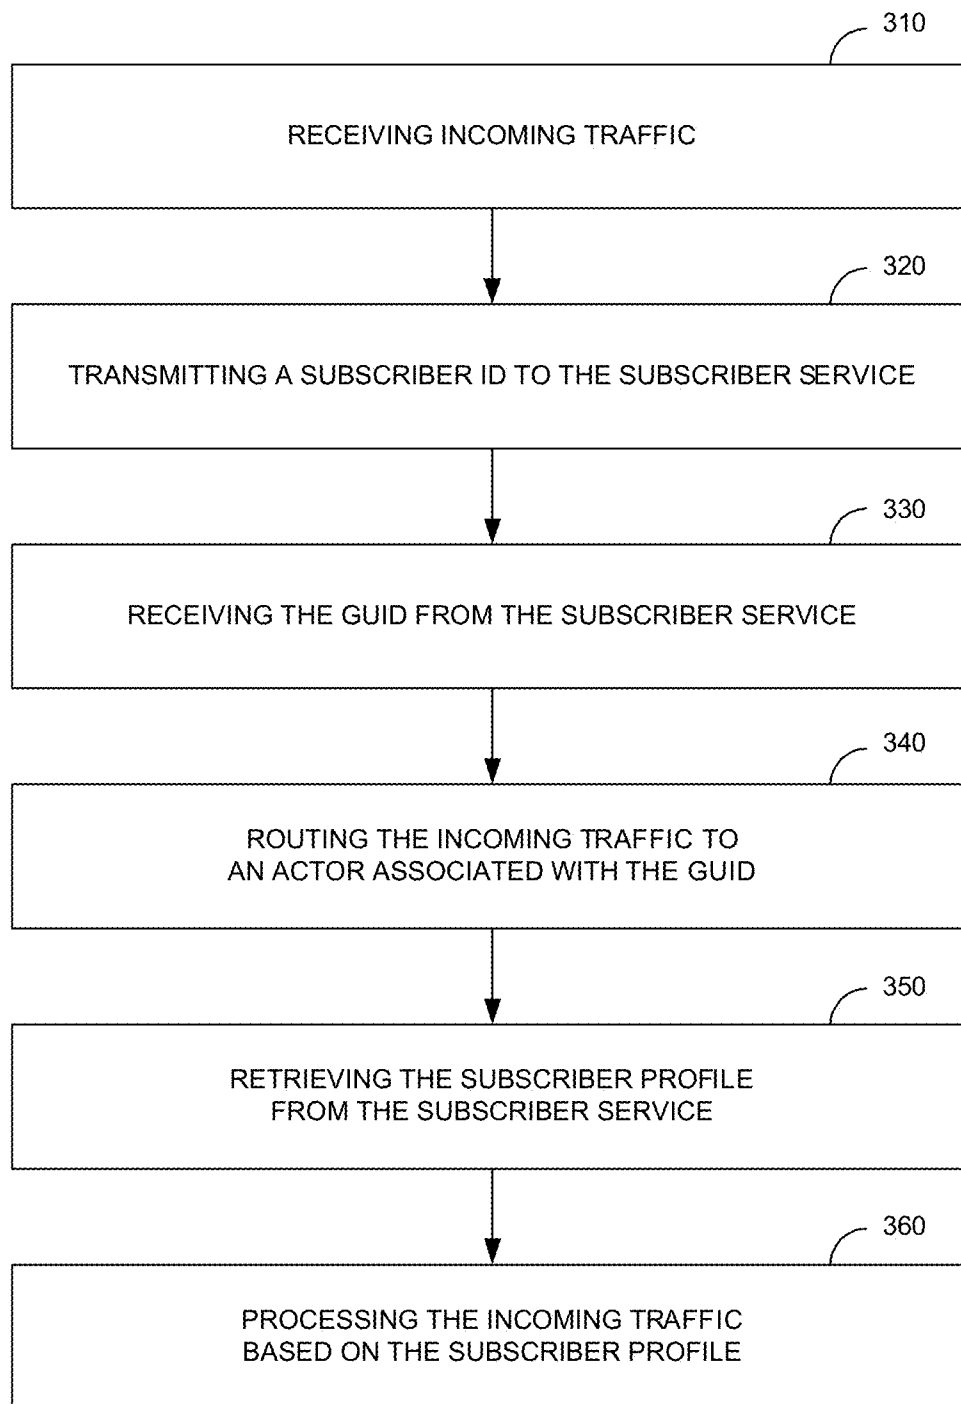 310
RECEIVING INCOMING TRAFFIC
320
TRANSMITTING A SUBSCRIBER ID TO THE SUBSCRIBER SERVICE
330
RECEIVING THE GUID FROM THE SUBSCRIBER SERVICE
340
ROUTING THE INCOMING TRAFFIC TO
AN ACTOR ASSOCIATED WITH THE GUID
350
RETRIEVING THE SUBSCRIBER PROFILE
FROM THE SUBSCRIBER SERVICE
360
PROCESSING THE INCOMING TRAFFIC
BASED ON THE SUBSCRIBER PROFILE